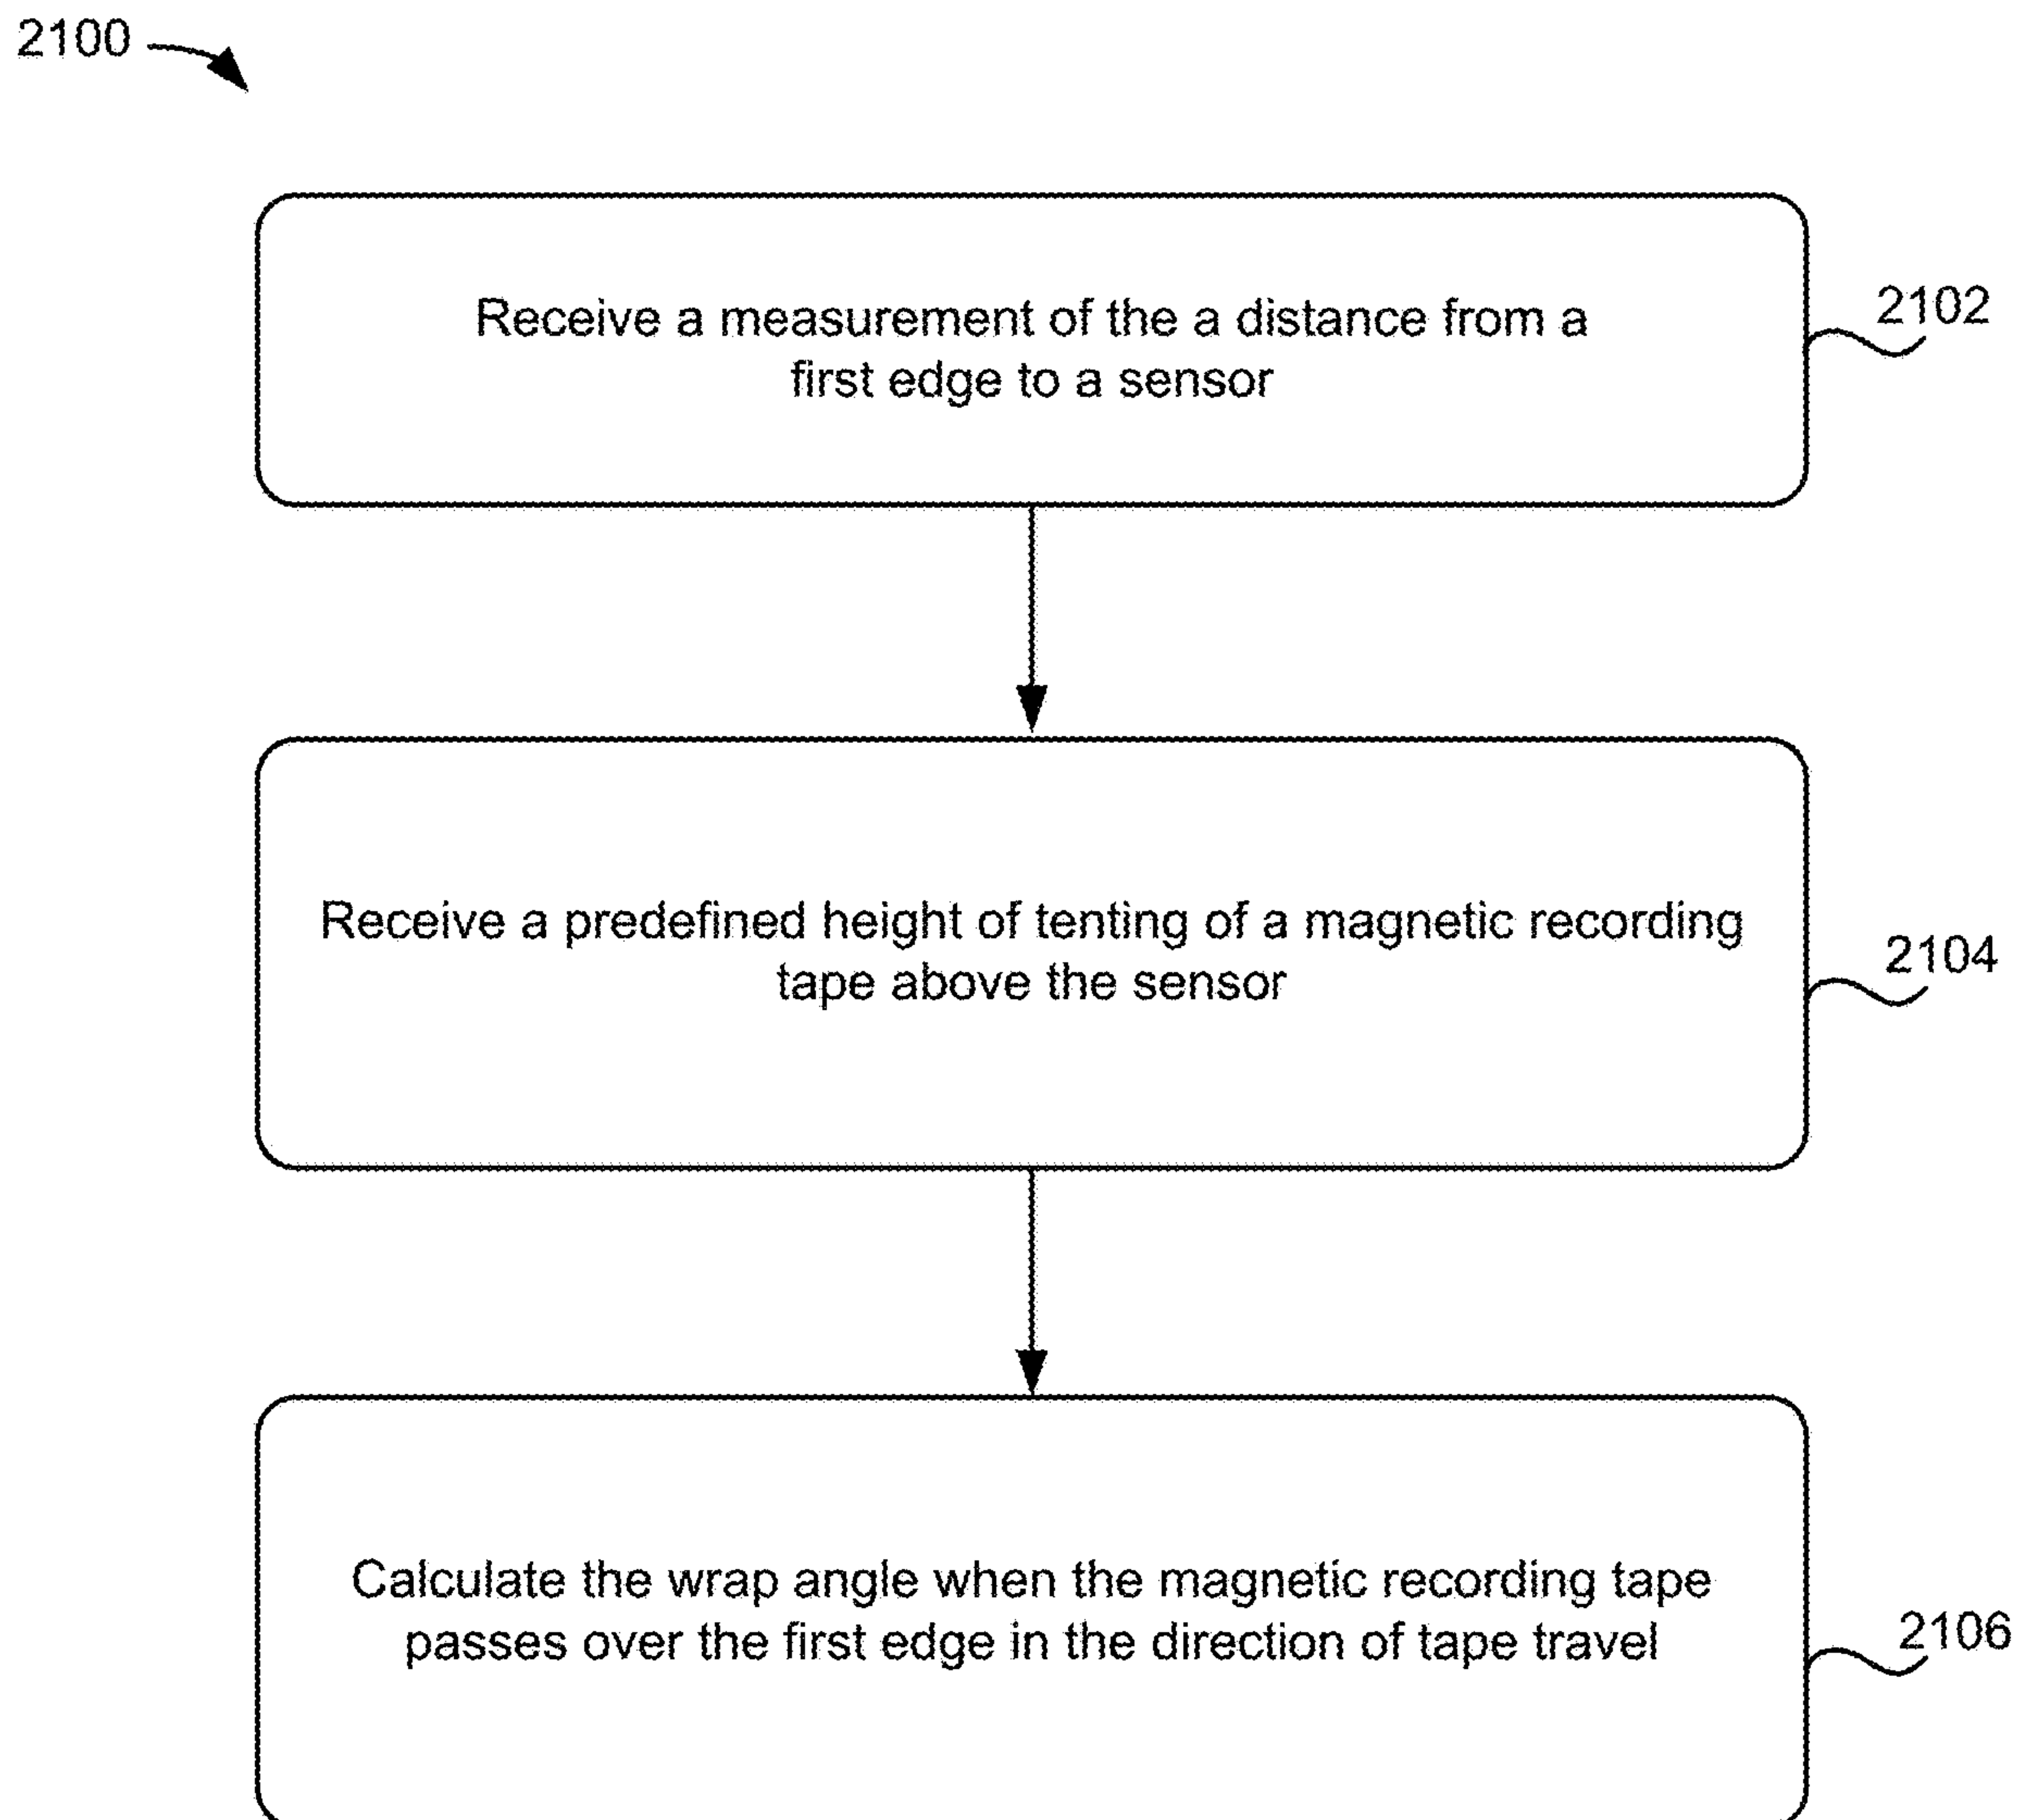 2100
Receive a measurement of the a distance from a
first edge to a sensor
2102
Receive a predefined height of tenting of a magnetic recording
tape above the sensor
2104
Calculate the wrap angle when the magnetic recording tape
passes over the first edge in the direction of tape travel
2106